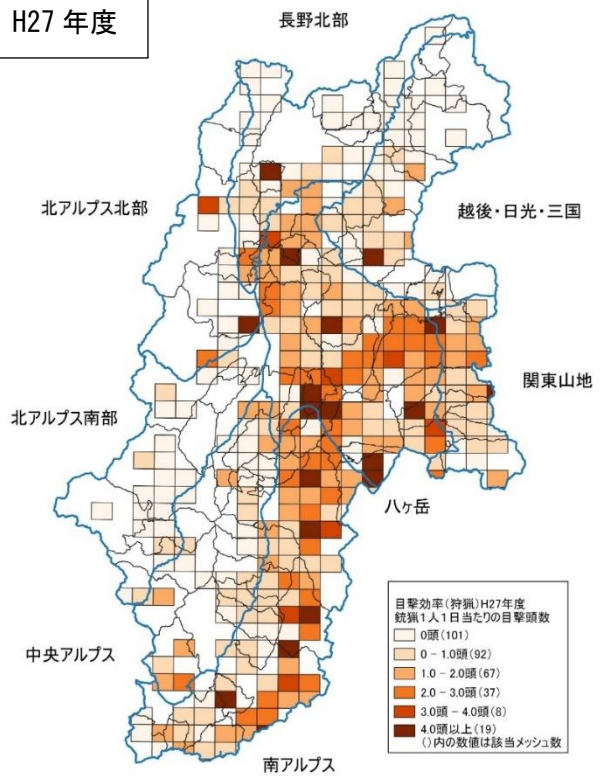 H27 年度
長野北部
北アルプス北部
越後・日光・三国
関東山地
北アルプス南部
八ヶ岳
中央アルプス
南アルプス
目撃効率(狩猟)H27年度
銃猟1人1日当たりの目撃頭数
0頭(101)
0 - 1.0頭(92)
1.0 - 2.0頭(67)
2.0 - 3.0頭(37)
3.0頭 - 4.0頭(8)
4.0頭以上(19)
()内の数値は該当メッシュ数